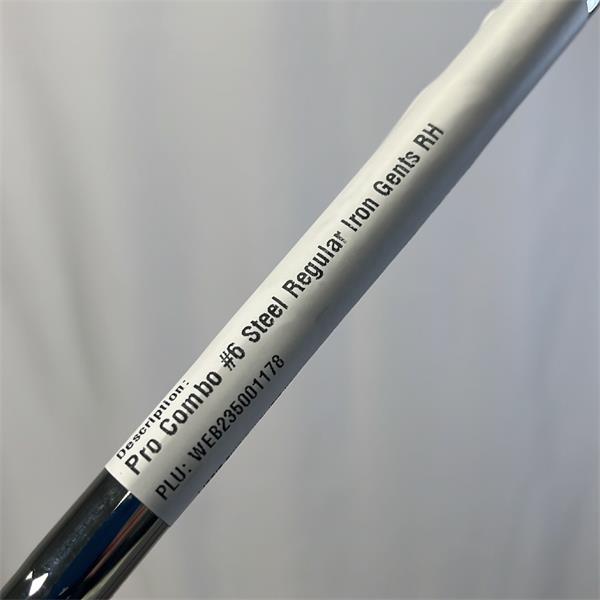 Description:
Pro Combo #6 Steel Regular Iron Gents RH
PLU: WEB235001178